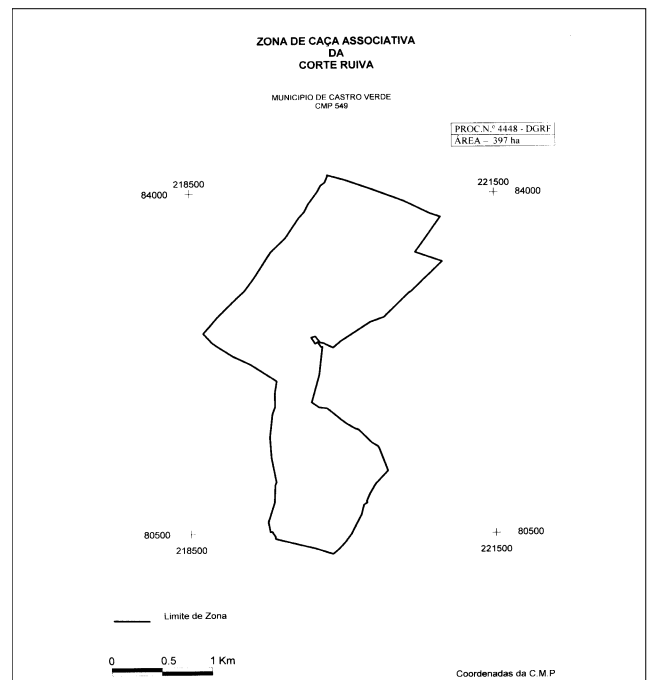 ZONA DE CAÇA ASSOCIATIVA
DA
CORTE RUIVA
MUNICIPIO DE CASTRO VERDE
CMP 549
PROC.N.º 4448 - DGRF
ÁREA – 397 ha
218500
84000
221500
84000
80500
218500
80500
221500
Limite de Zona
0 0.5 1 Km
Coordenadas da C.M.P